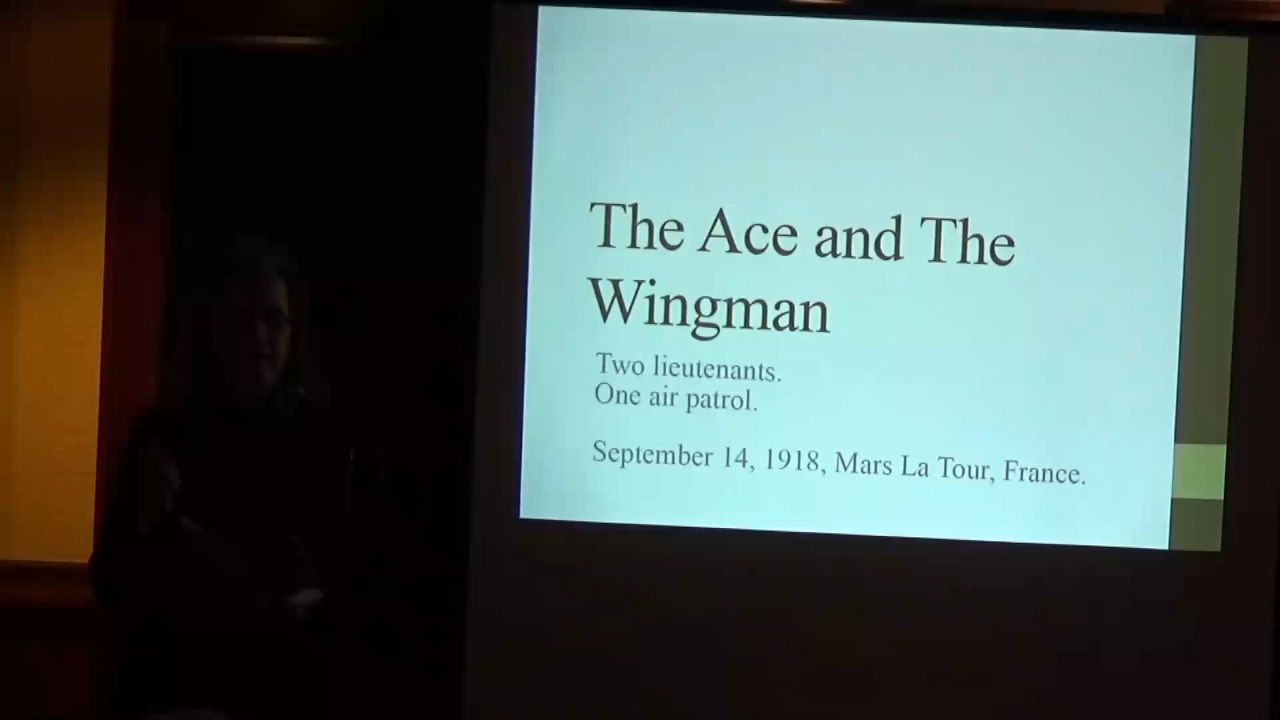 The Ace and The
Wingman
Two lieutenants.
One air patrol.
September 14, 1918, Mars La Tour, France.